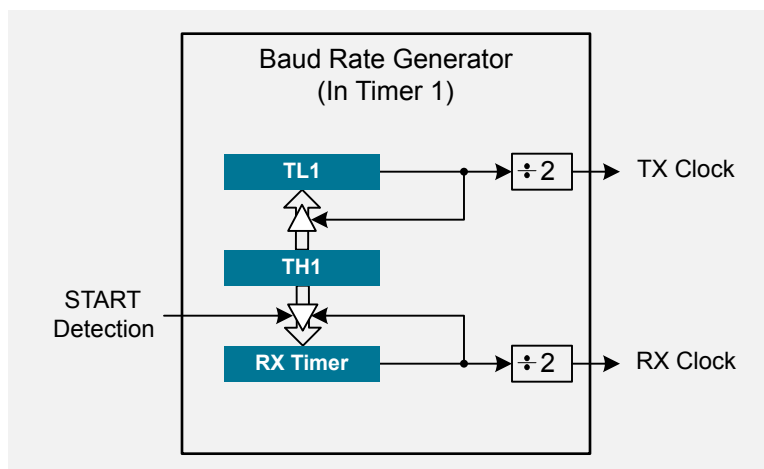 Baud Rate Generator
(In Timer 1)
TL1
÷2
TX Clock
TH1
START
Detection
RX Timer
÷2
RX Clock